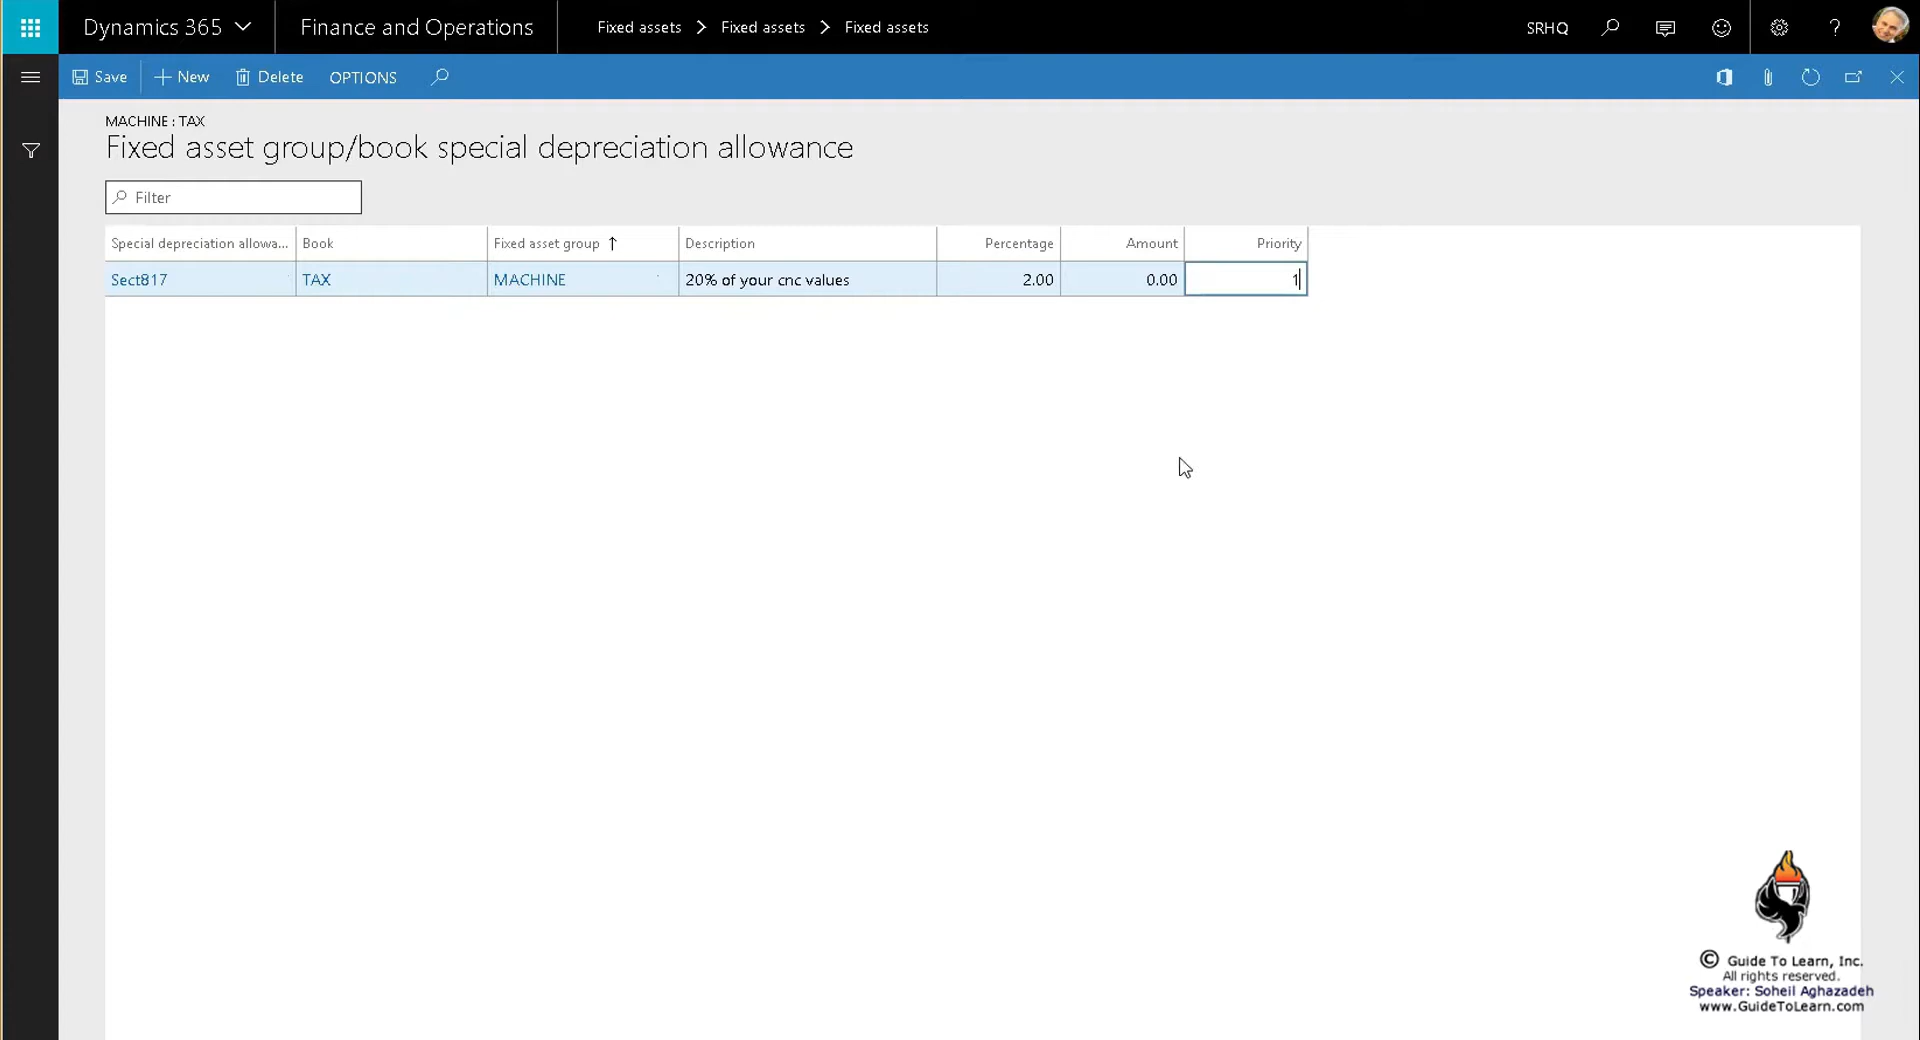 Dynamics 365
Finance and Operations
Fixed assets
Fixed assets
Fixed assets
SRHQ
?
Save
New
Delete
OPTIONS
MACHINE : TAX
Fixed asset group/book special depreciation allowance
Filter
Special depreciation allowa... Book Fixed asset group ↑ Description Percentage Amount Priority
Sect817 TAX MACHINE 20% of your cnc values 2.00 0.00 1
© Guide To Learn, Inc.
All rights reserved.
Speaker: Soheil Aghazadeh
www.GuideToLearn.com